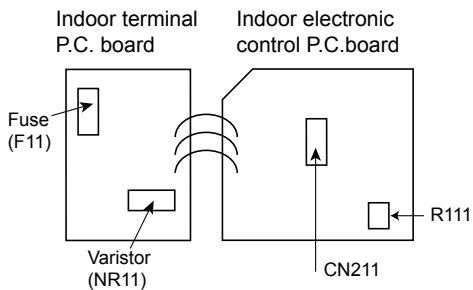 Indoor terminal
P.C. board
Indoor electronic
control P.C.board
Fuse
(F11)
R111
Varistor
(NR11)
CN211